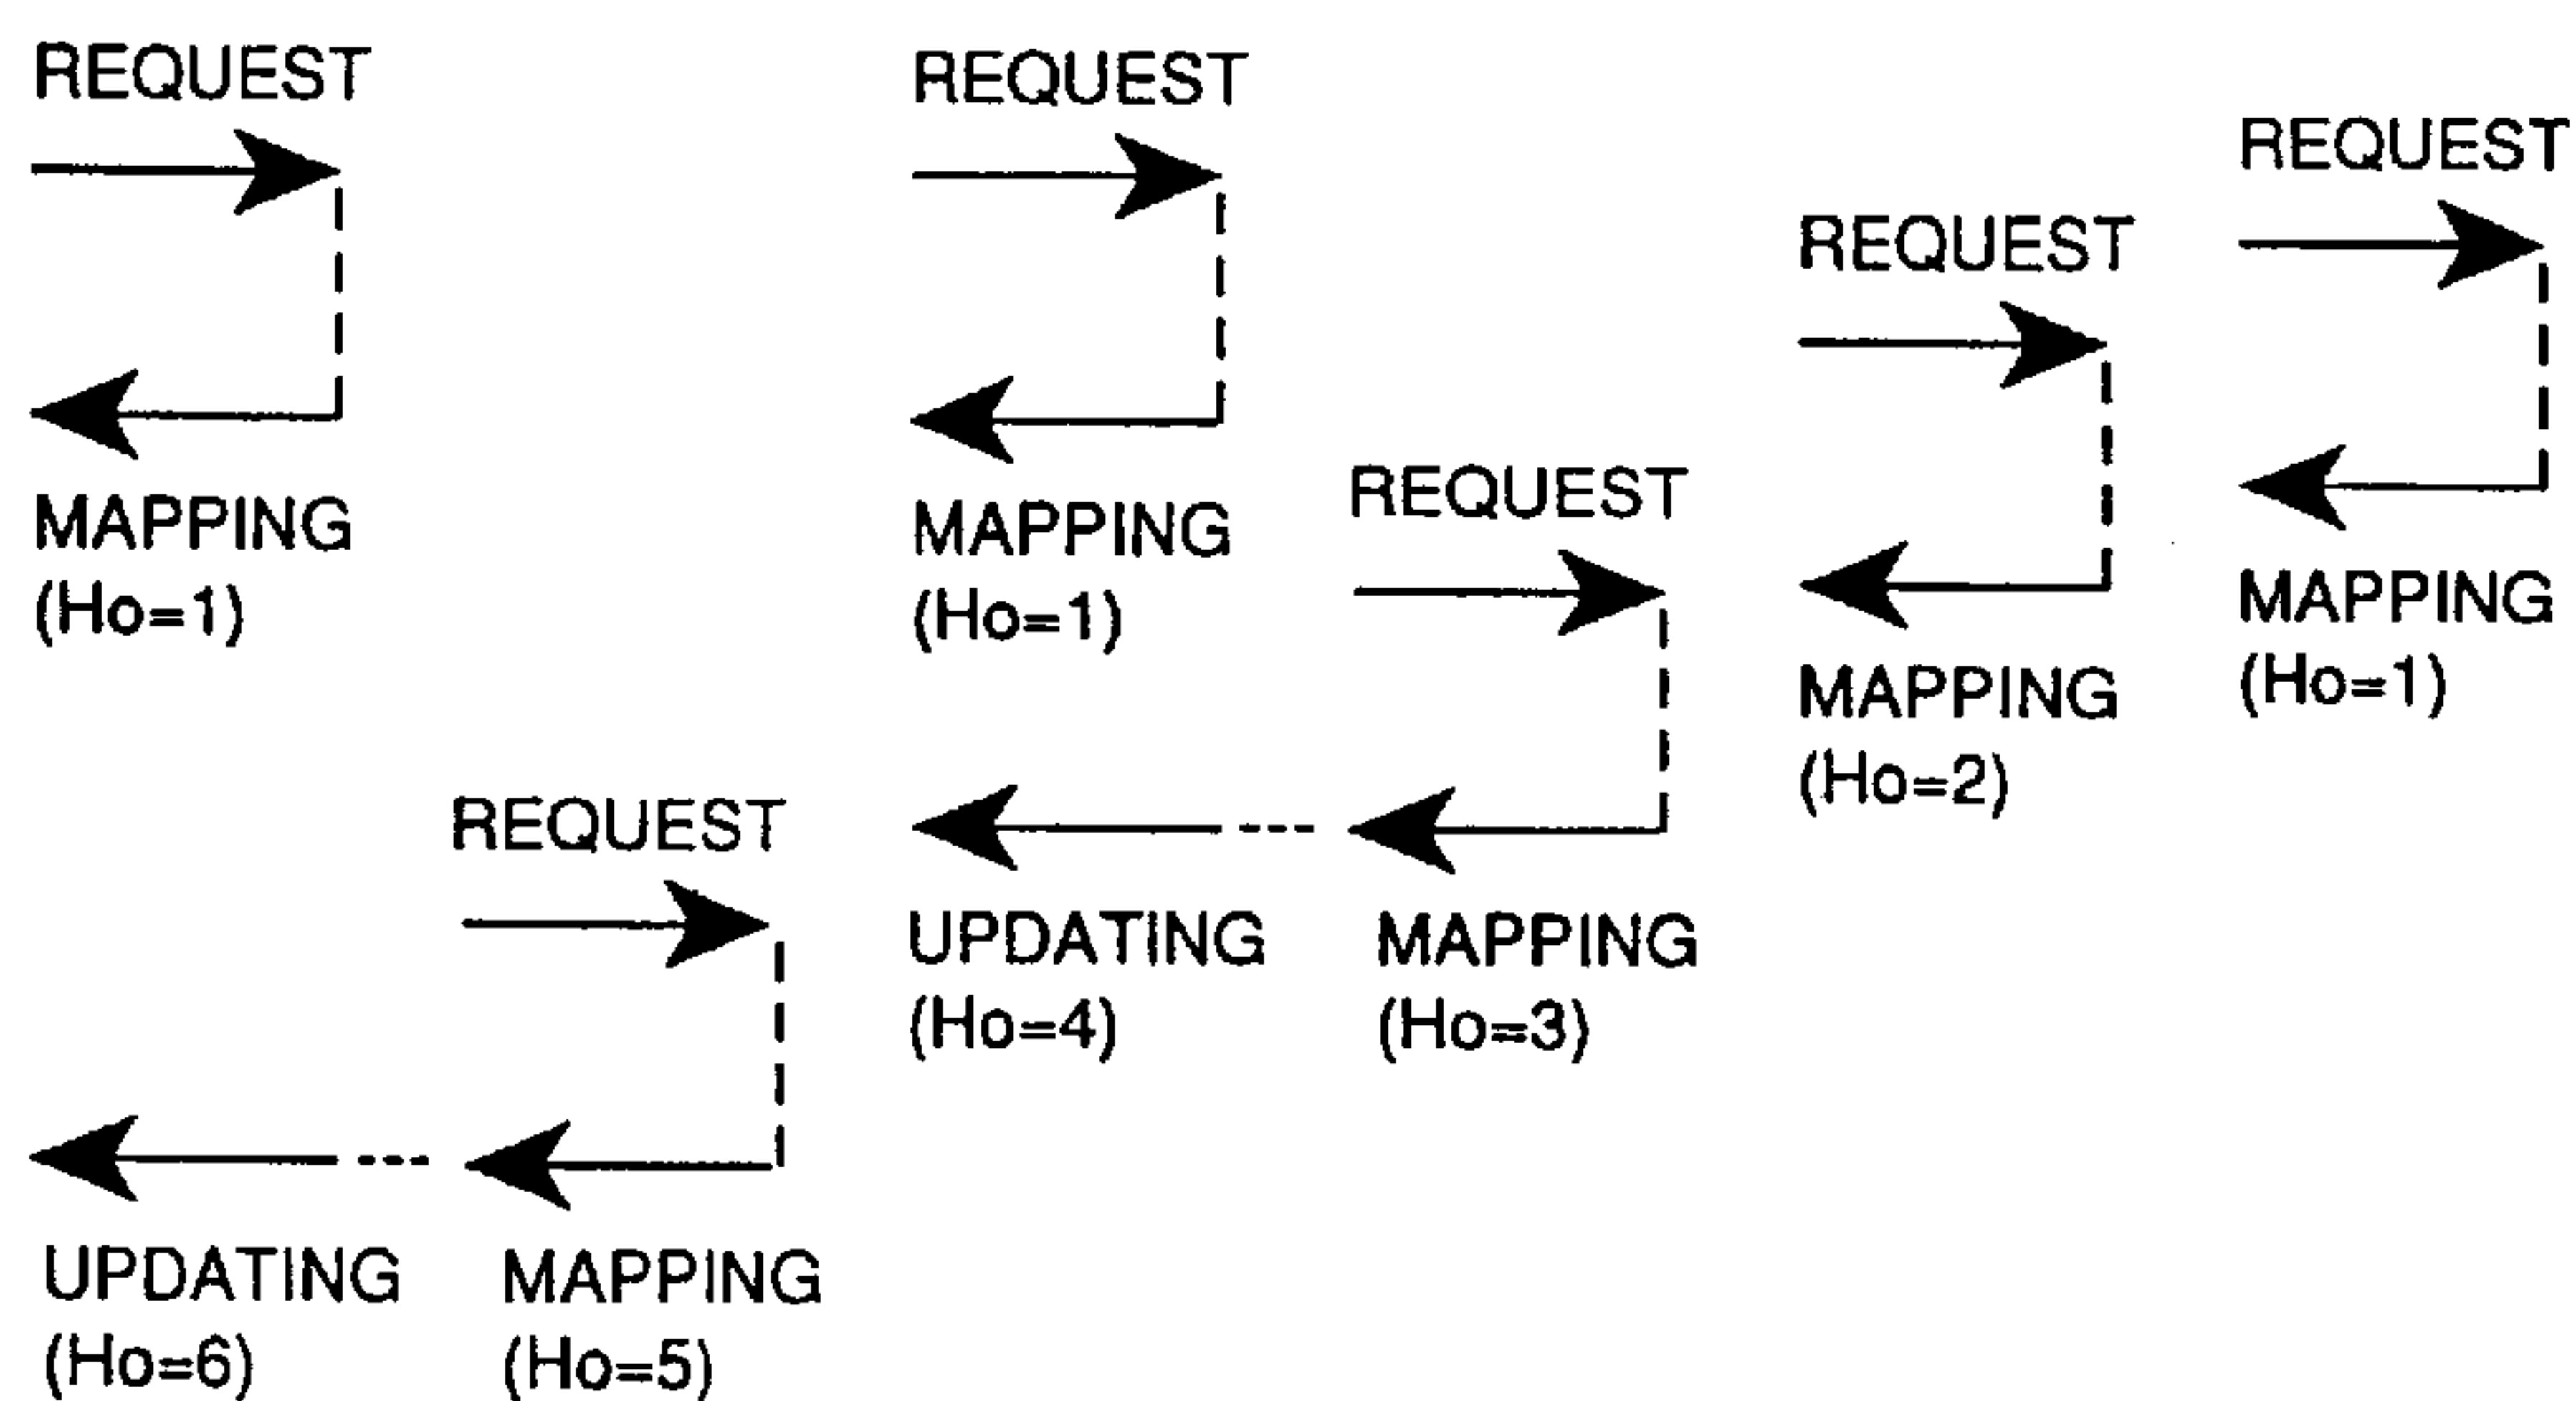 REQUEST
REQUEST
REQUEST
REQUEST
REQUEST
MAPPING
(Ho=1)
MAPPING
(Ho=1)
MAPPING
(Ho=1)
MAPPING
(Ho=2)
REQUEST
UPDATING
(Ho=4)
MAPPING
(Ho=3)
UPDATING
(Ho=6)
MAPPING
(Ho=5)